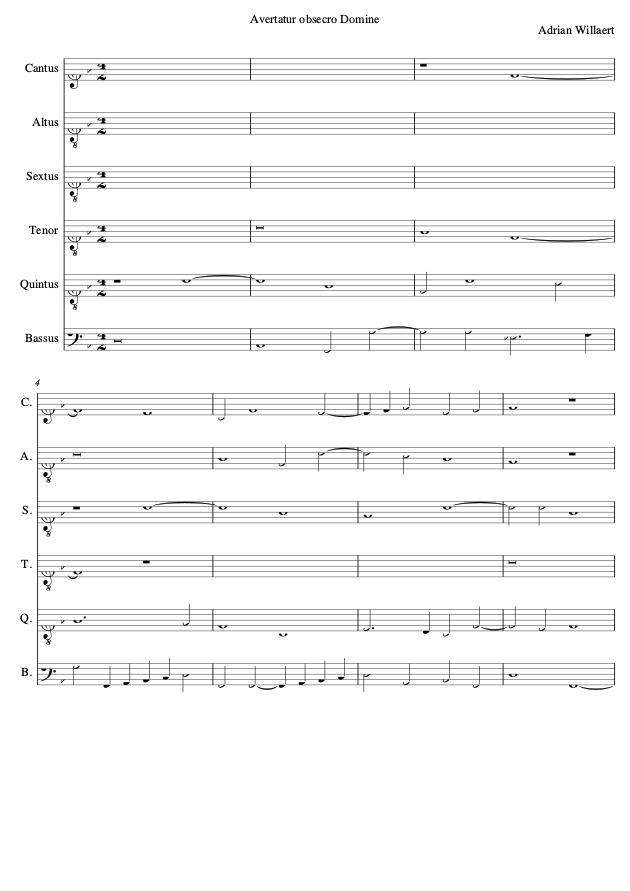 Avertatur obsecro Domine
Adrian Willaert
Cantus
Altus
Sextus
Tenor
Quintus
Bassus
4
C.
A.
S.
T.
Q.
B.